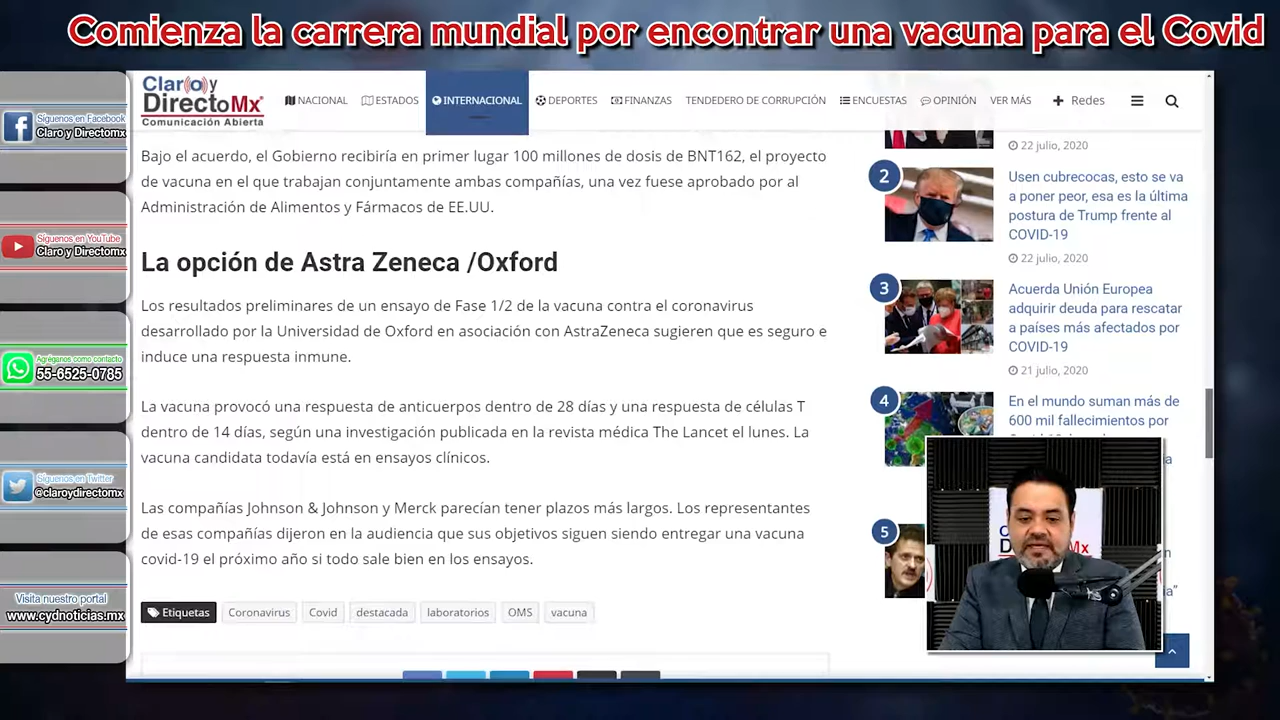 Comienza la carrera mundial por encontrar una vacuna para el Covid
Síguenos en Facebook
Claro y Directomx
Síguenos en YouTube
Claro y Directomx
Agréganos como contacto
55-6525-0785
Síguenos en Twitter
@claroydirectomx
Visita nuestro portal
www.cydnoticias.mx
Claro y
DirectoMx
Comunicación Abierta
NACIONAL
ESTADOS
INTERNACIONAL
DEPORTES
FINANZAS
TENDEDERO DE CORRUPCIÓN
ENCUESTAS
OPINIÓN
VER MÁS
Redes
Bajo el acuerdo, el Gobierno recibiría en primer lugar 100 millones de dosis de BNT162, el proyecto
de vacuna en el que trabajan conjuntamente ambas compañías, una vez fuese aprobado por al
Administración de Alimentos y Fármacos de EE.UU.
La opción de Astra Zeneca /Oxford
Los resultados preliminares de un ensayo de Fase 1/2 de la vacuna contra el coronavirus
desarrollado por la Universidad de Oxford en asociación con AstraZeneca sugieren que es seguro e
induce una respuesta inmune.
La vacuna provocó una respuesta de anticuerpos dentro de 28 días y una respuesta de células T
dentro de 14 días, según una investigación publicada en la revista médica The Lancet el lunes. La
vacuna candidata todavía está en ensayos clínicos.
Las compañías Johnson & Johnson y Merck parecían tener plazos más largos. Los representantes
de esas compañías dijeron en la audiencia que sus objetivos siguen siendo entregar una vacuna
covid-19 el próximo año si todo sale bien en los ensayos.
Etiquetas
Coronavirus
Covid
destacada
laboratorios
OMS
vacuna
22 julio, 2020
2
Usen cubrecocas, esto se va
a poner peor, esa es la última
postura de Trump frente al
COVID-19
22 julio, 2020
3
Acuerda Unión Europea
adquirir deuda para rescatar
a países más afectados por
COVID-19
21 julio, 2020
4
En el mundo suman más de
600 mil fallecimientos por
5